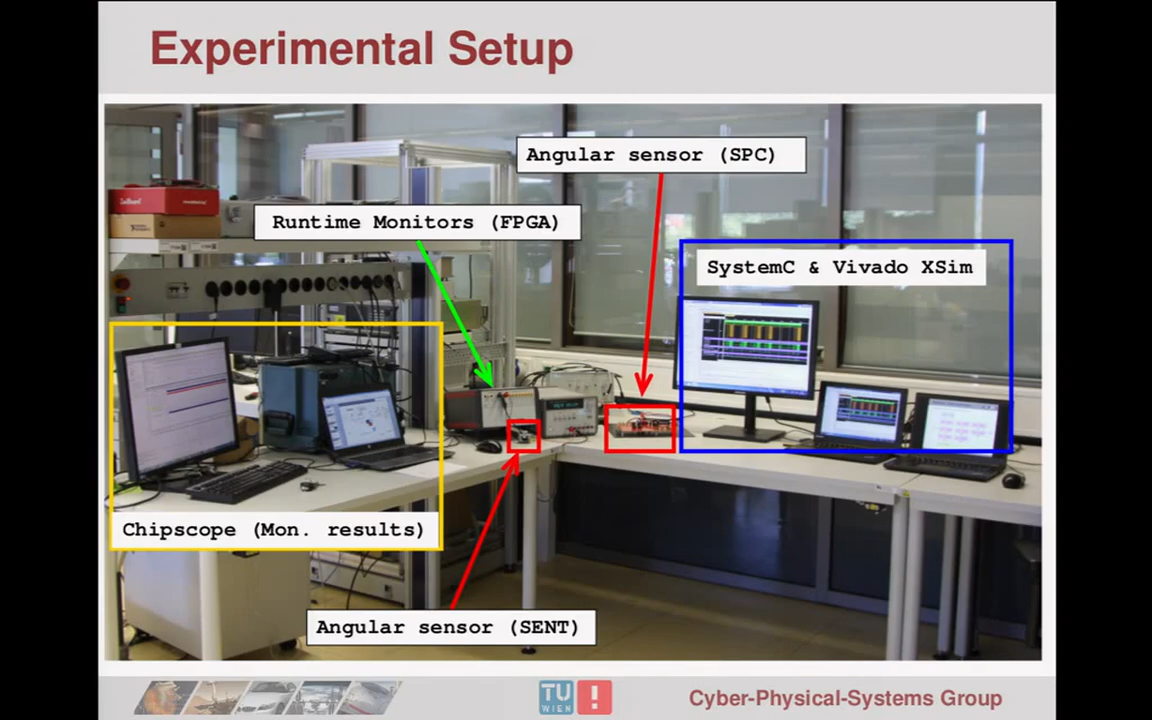 Experimental Setup
Angular sensor (SPC)
Runtime Monitors (FPGA)
SystemC & Vivado XSim
Chipscope (Mon. results)
Angular sensor (SENT)
TU
WIEN
Cyber-Physical-Systems Group